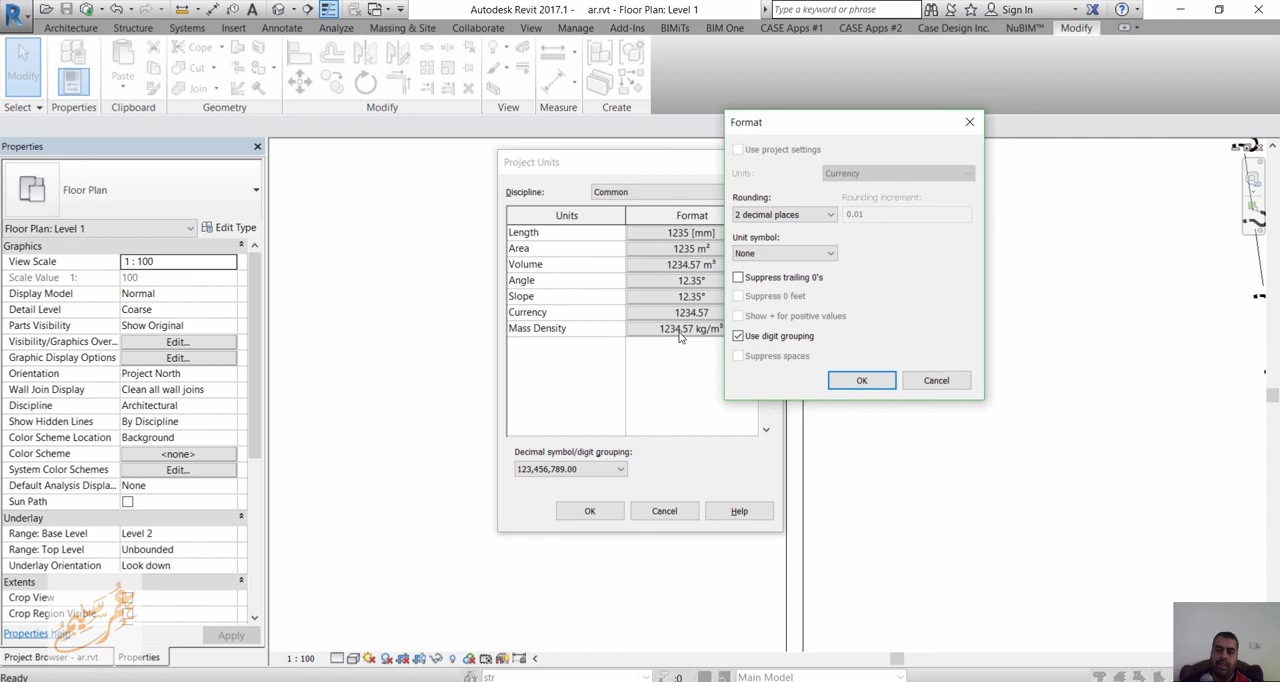 Autodesk Revit 2017.1 - ar.rvt - Floor Plan: Level 1
Type a keyword or phrase
Sign In
Architecture Structure Systems Insert Annotate Analyze Massing & Site Collaborate View Manage Add-Ins BIMiTs BIM One CASE Apps #1 CASE Apps #2 Case Design Inc. NuBIM™ Modify
Modify
Paste
Cope
Cut
Join
Select Properties Clipboard Geometry Modify View Measure Create
Properties
Floor Plan
Floor Plan: Level 1 Edit Type
Graphics
View Scale 1 : 100
Scale Value 1: 100
Display Model Normal
Detail Level Coarse
Parts Visibility Show Original
Visibility/Graphics Over... Edit...
Graphic Display Options Edit...
Orientation Project North
Wall Join Display Clean all wall joins
Discipline Architectural
Show Hidden Lines By Discipline
Color Scheme Location Background
Color Scheme <none>
System Color Schemes Edit...
Default Analysis Displa... None
Sun Path
Underlay
Range: Base Level Level 2
Range: Top Level Unbounded
Underlay Orientation Look down
Extents
Crop View
Crop Region Visible
Properties help
Apply
Project Browser - ar.rvt Properties
Ready
Project Units
Discipline: Common
Units Format
Length 1235 [mm]
Area 1235 m²
Volume 1234.57 m³
Angle 12.35°
Slope 12.35°
Currency 1234.57
Mass Density 1234.57 kg/m³
Decimal symbol/digit grouping:
123,456,789.00
OK Cancel Help
Format
Use project settings
Units: Currency
Rounding: Rounding increment:
2 decimal places 0.01
Unit symbol:
None
Suppress trailing 0's
Suppress 0 feet
Show + for positive values
Use digit grouping
Suppress spaces
OK Cancel
1 : 100
str :0 Main Model